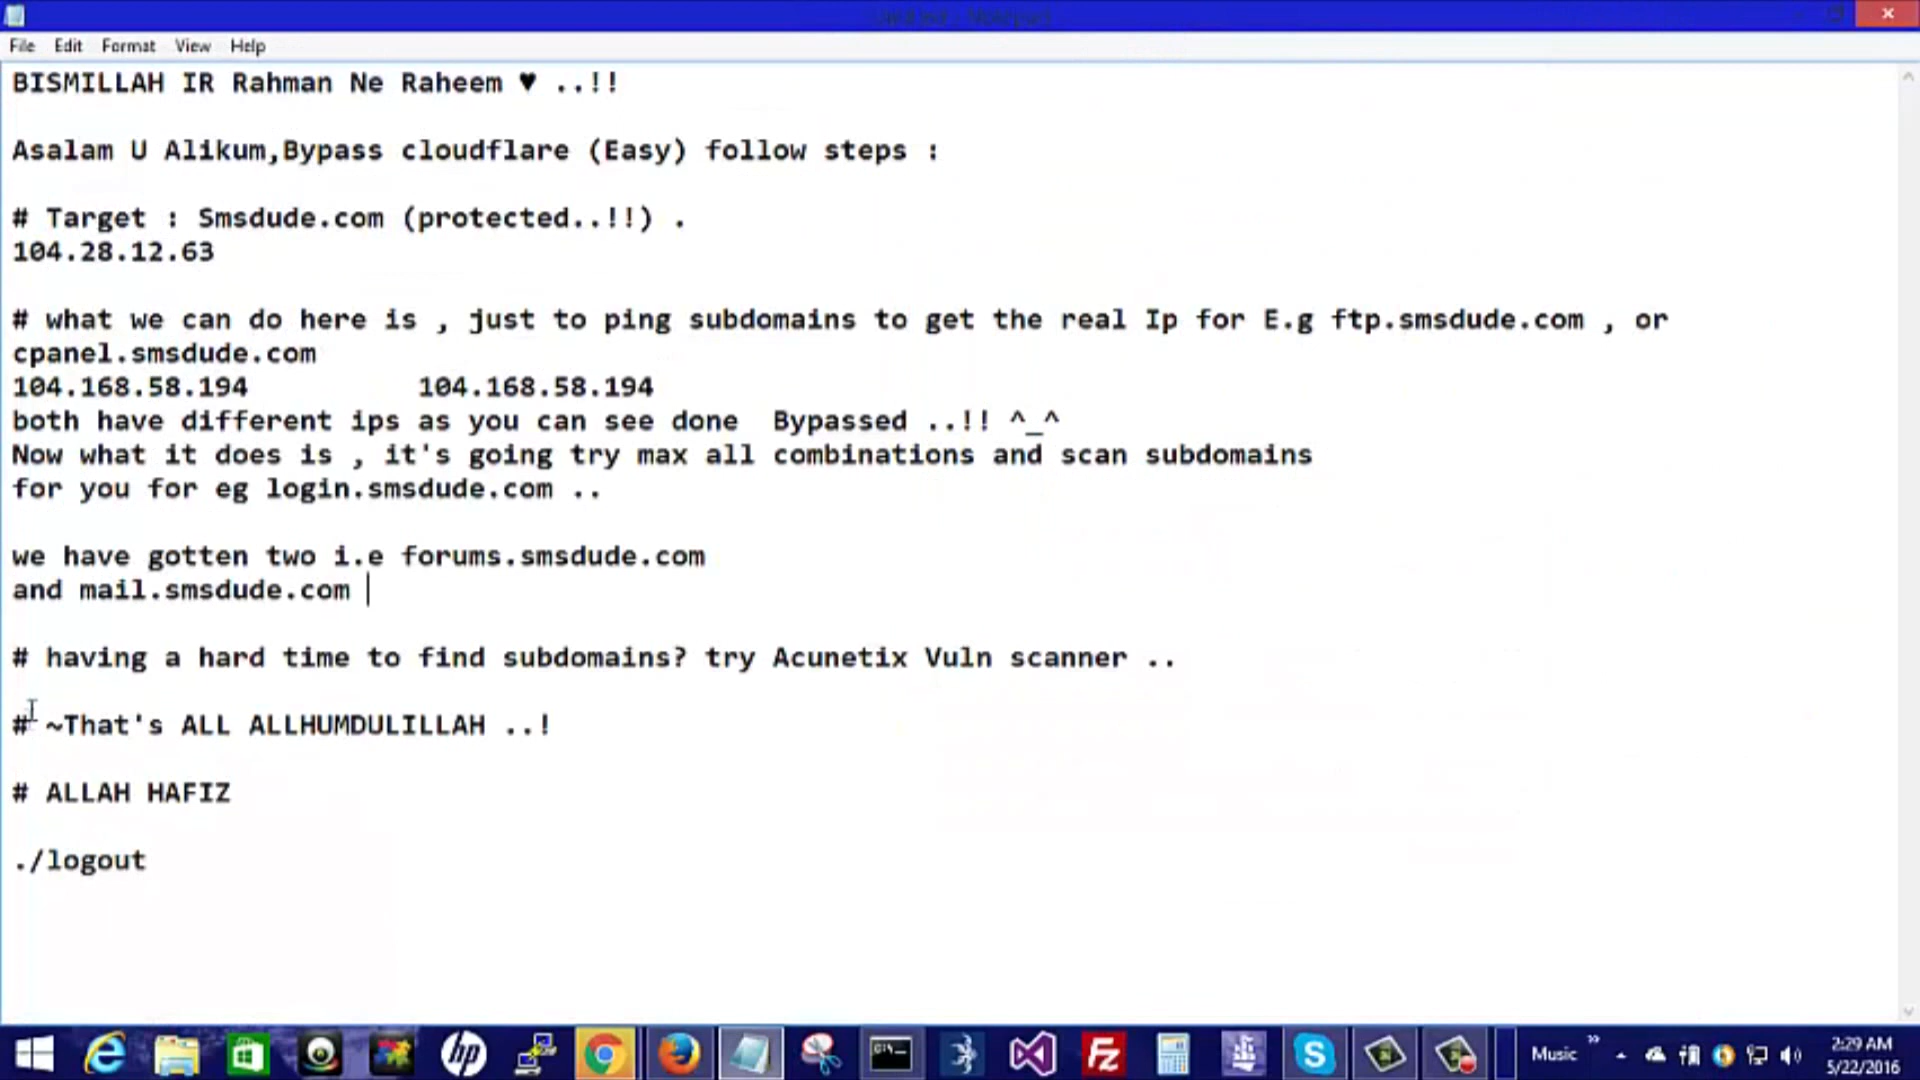 File Edit Format View Help
BISMILLAH IR Rahman Ne Raheem ♥ ..!!
Asalam U Alikum,Bypass cloudflare (Easy) follow steps :
# Target : Smsdude.com (protected..!!) .
104.28.12.63
# what we can do here is , just to ping subdomains to get the real Ip for E.g ftp.smsdude.com , or
cpanel.smsdude.com
104.168.58.194 104.168.58.194
both have different ips as you can see done Bypassed ..!! ^_^
Now what it does is , it's going try max all combinations and scan subdomains
for you for eg login.smsdude.com ..
we have gotten two i.e forums.smsdude.com
and mail.smsdude.com
# having a hard time to find subdomains? try Acunetix Vuln scanner ..
# ~That's ALL ALLHUMDULILLAH ..!
# ALLAH HAFIZ
./logout
Music
2:29 AM
5/22/2016